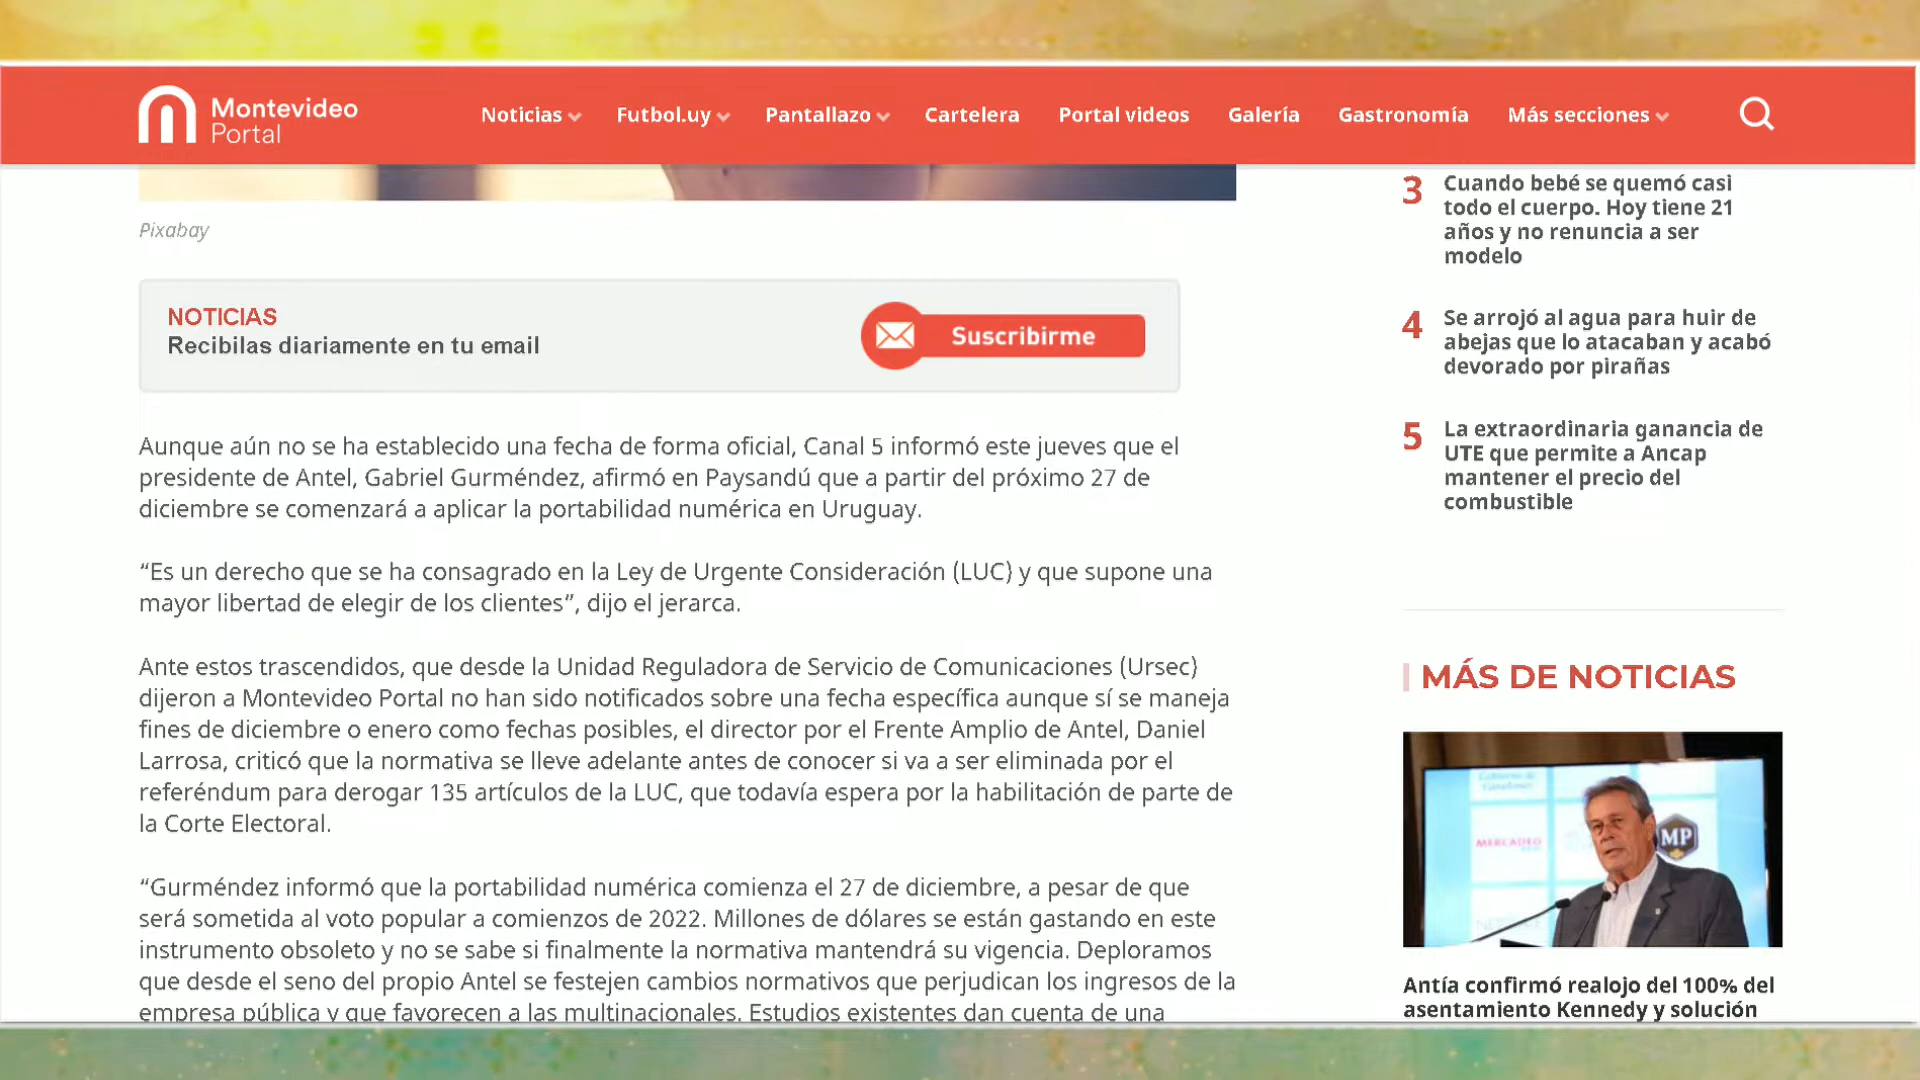 Montevideo
Portal
Noticias
Futbol.uy
Pantallazo
Cartelera
Portal videos
Galería
Gastronomía
Más secciones
Pixabay
NOTICIAS
Recibilas diariamente en tu email
Suscribirme
Aunque aún no se ha establecido una fecha de forma oficial, Canal 5 informó este jueves que el
presidente de Antel, Gabriel Gurméndez, afirmó en Paysandú que a partir del próximo 27 de
diciembre se comenzará a aplicar la portabilidad numérica en Uruguay.
“Es un derecho que se ha consagrado en la Ley de Urgente Consideración (LUC) y que supone una
mayor libertad de elegir de los clientes”, dijo el jerarca.
Ante estos trascendidos, que desde la Unidad Reguladora de Servicio de Comunicaciones (Ursec)
dijeron a Montevideo Portal no han sido notificados sobre una fecha específica aunque sí se maneja
fines de diciembre o enero como fechas posibles, el director por el Frente Amplio de Antel, Daniel
Larrosa, criticó que la normativa se lleve adelante antes de conocer si va a ser eliminada por el
referéndum para derogar 135 artículos de la LUC, que todavía espera por la habilitación de parte de
la Corte Electoral.
“Gurméndez informó que la portabilidad numérica comienza el 27 de diciembre, a pesar de que
será sometida al voto popular a comienzos de 2022. Millones de dólares se están gastando en este
instrumento obsoleto y no se sabe si finalmente la normativa mantendrá su vigencia. Deploramos
que desde el seno del propio Antel se festejen cambios normativos que perjudican los ingresos de la
empresa pública y que favorecen a las multinacionales. Estudios existentes dan cuenta de una
3 Cuando bebé se quemó casi
todo el cuerpo. Hoy tiene 21
años y no renuncia a ser
modelo
4 Se arrojó al agua para huir de
abejas que lo atacaban y acabó
devorado por pirañas
5 La extraordinaria ganancia de
UTE que permite a Ancap
mantener el precio del
combustible
MÁS DE NOTICIAS
MERCADEO
MP
Antía confirmó realojo del 100% del
asentamiento Kennedy y solución